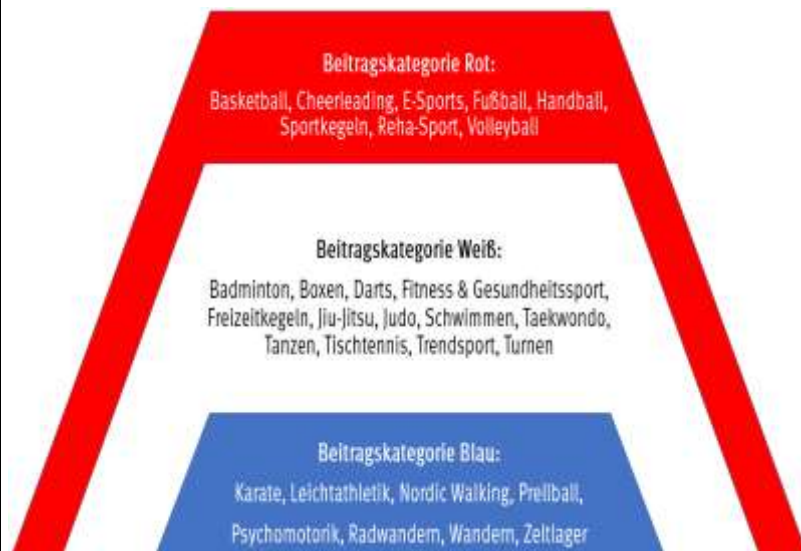 Beitragskategorie Rot:
Basketball, Cheerleading, E-Sports, Fußball, Handball,
Sportkegeln, Reha-Sport, Volleyball
Beitragskategorie Weiß:
Badminton, Boxen, Darts, Fitness & Gesundheitssport,
Freizeitkegeln, Jiu-Jitsu, Judo, Schwimmen, Taekwondo,
Tanzen, Tischtennis, Trendsport, Turnen
Beitragskategorie Blau:
Karate, Leichtathletik, Nordic Walking, Prellball,
Psychomotorik, Radwandern, Wandern, Zeltlager